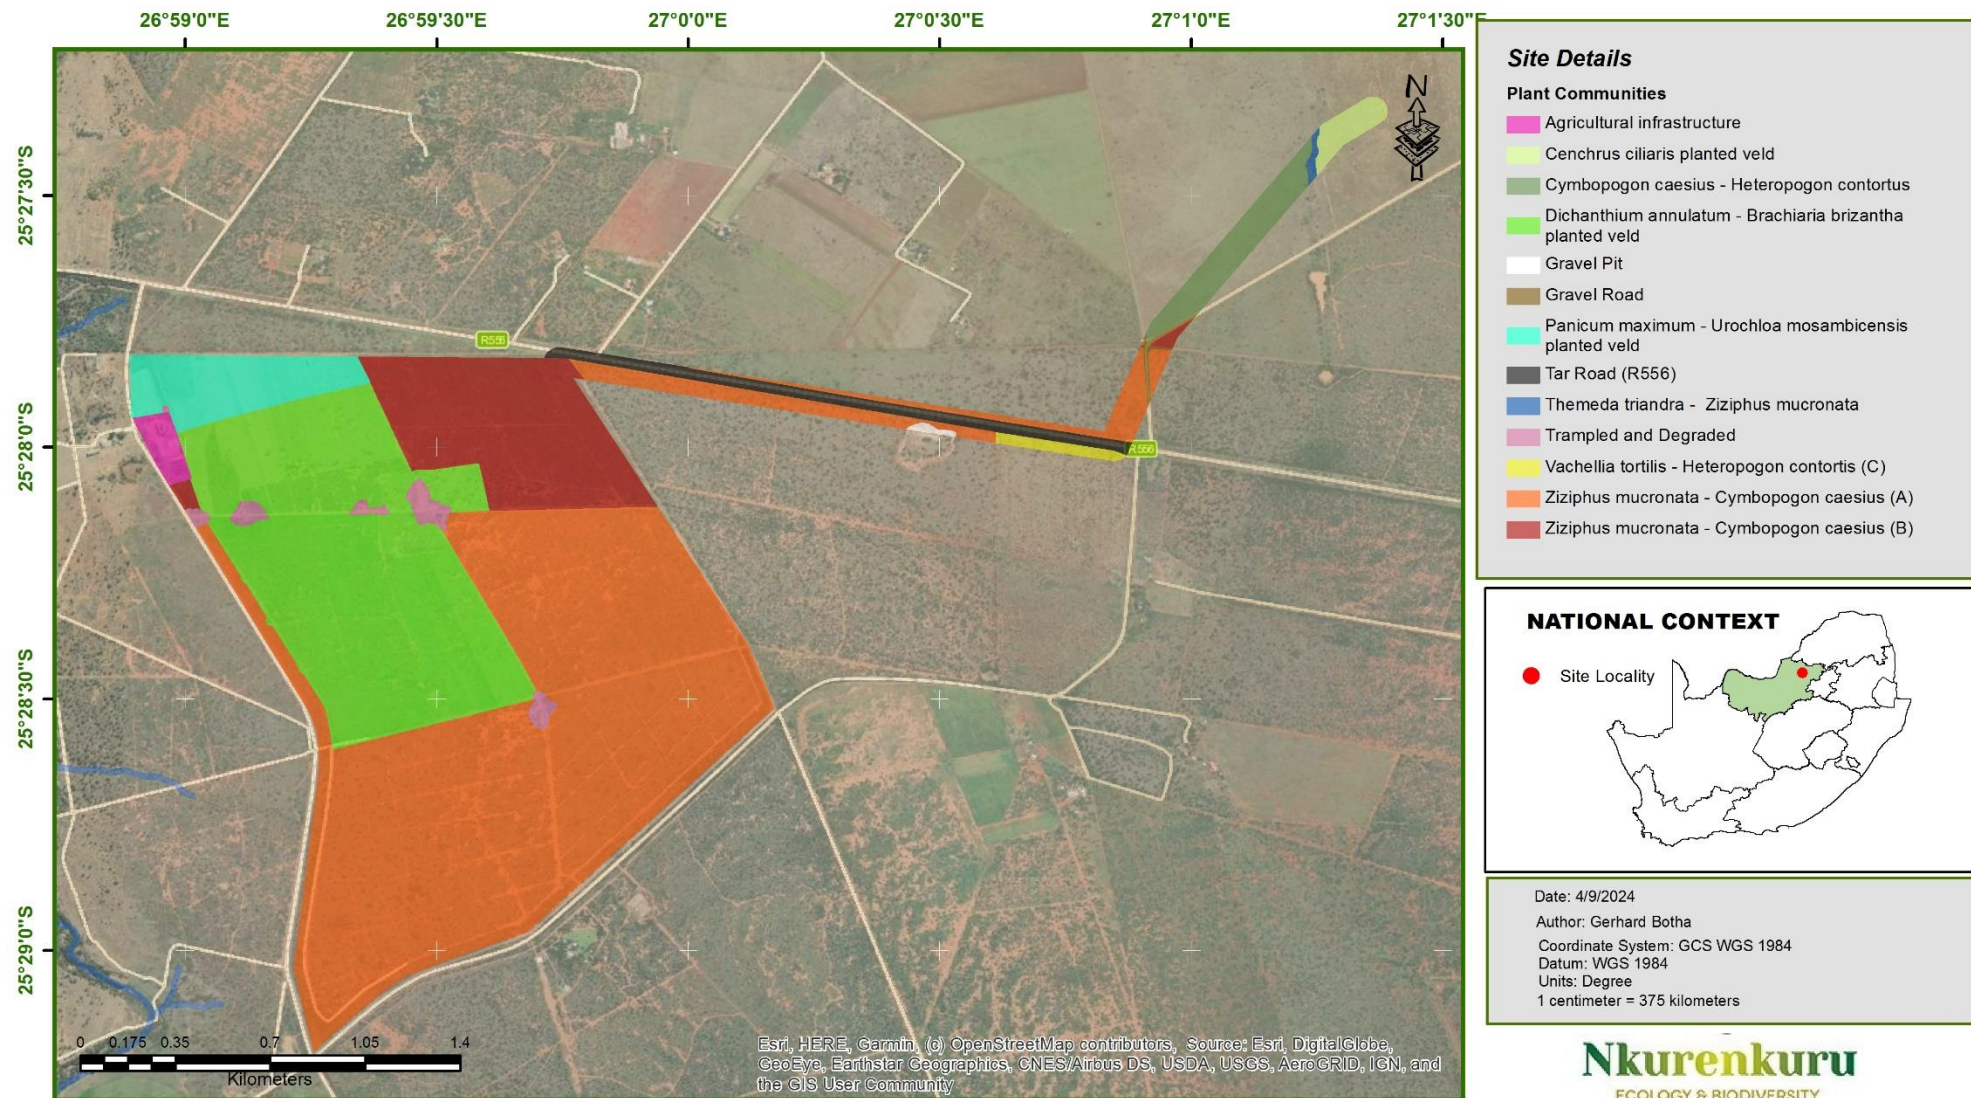 26°59'0"E 26°59'30"E 27°0'0"E 27°0'30"E 27°1'0"E 27°1'30"E
25°27'30"S
25°28'0"S
25°28'30"S
25°29'0"S
N
R556
R556
0 0.175 0.35 0.7 1.05 1.4
Kilometers
Esri, HERE, Garmin, (c) OpenStreetMap contributors, Source: Esri, DigitalGlobe,
GeoEye, Earthstar Geographics, CNES/Airbus DS, USDA, USGS, AeroGRID, IGN, and
the GIS User Community
Site Details
Plant Communities
Agricultural infrastructure
Cenchrus ciliaris planted veld
Cymbopogon caesius - Heteropogon contortus
Dichanthium annulatum - Brachiaria brizantha
planted veld
Gravel Pit
Gravel Road
Panicum maximum - Urochloa mosambicensis
planted veld
Tar Road (R556)
Themeda triandra - Ziziphus mucronata
Trampled and Degraded
Vachellia tortilis - Heteropogon contortis (C)
Ziziphus mucronata - Cymbopogon caesius (A)
Ziziphus mucronata - Cymbopogon caesius (B)
NATIONAL CONTEXT
Site Locality
Date: 4/9/2024
Author: Gerhard Botha
Coordinate System: GCS WGS 1984
Datum: WGS 1984
Units: Degree
1 centimeter = 375 kilometers
Nkurenkuru
ECOLOGY & BIODIVERSITY